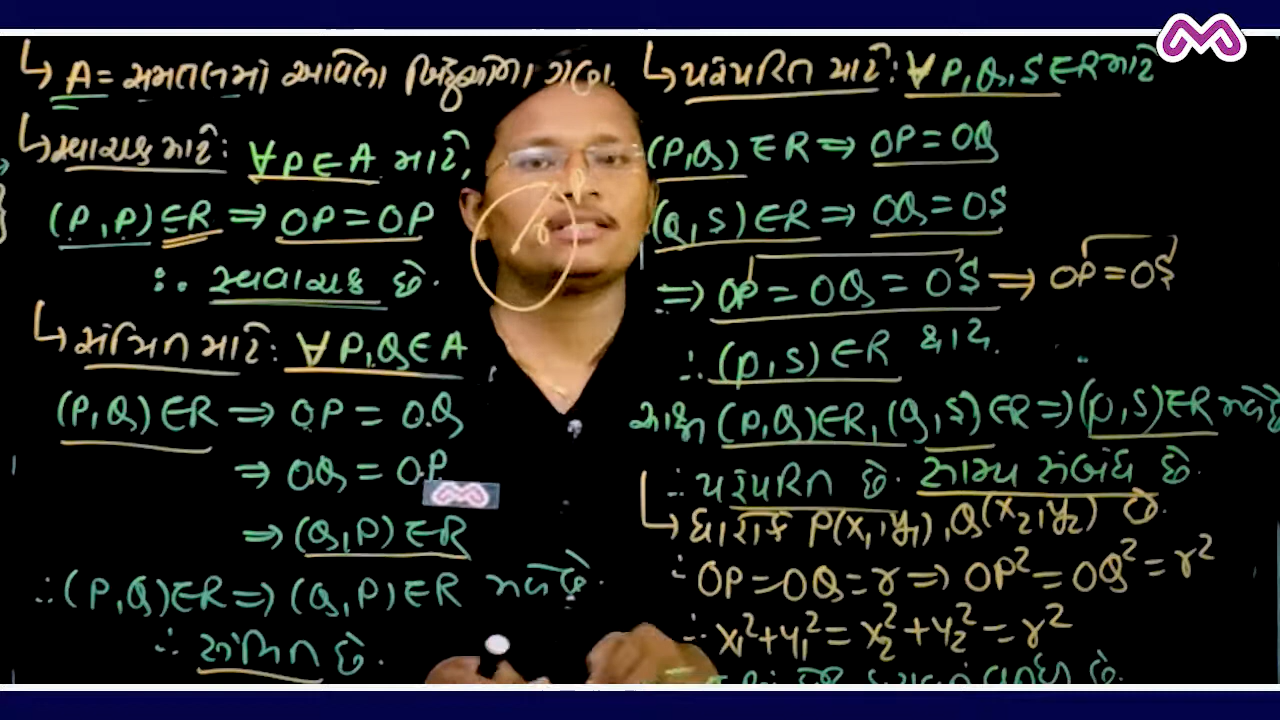 ↳ A = સમતલમાં આવેલા બિંદુઓનો ગણ.
↳ સ્વવાચક માટે : ∀ P ∈ A માટે,
(P, P) ∈ R ⇒ OP = OP
∴ સ્વવાચક છે.
↳ સંમિત માટે : ∀ P, Q ∈ A
(P, Q) ∈ R ⇒ OP = OQ
⇒ OQ = OP
⇒ (Q, P) ∈ R
∴ (P, Q) ∈ R ⇒ (Q, P) ∈ R મળે છે.
∴ સંમિત છે.
↳ પરંપરિત માટે : ∀ P, Q, S ∈ R માટે
(P, Q) ∈ R ⇒ OP = OQ
(Q, S) ∈ R ⇒ OQ = OS
⇒ OP = OQ = OS ⇒ OP = OS
∴ (P, S) ∈ R થાય.
આમ (P, Q) ∈ R, (Q, S) ∈ R ⇒ (P, S) ∈ R મળે છે
∴ પરંપરિત છે. સામ્ય સંબંધ છે.
↳ ધારો કે P(x₁, y₁), Q(x₂, y₂) છે.
∴ OP = OQ = r ⇒ OP² = OQ² = r²
∴ x₁² + y₁² = x₂² + y₂² = r²